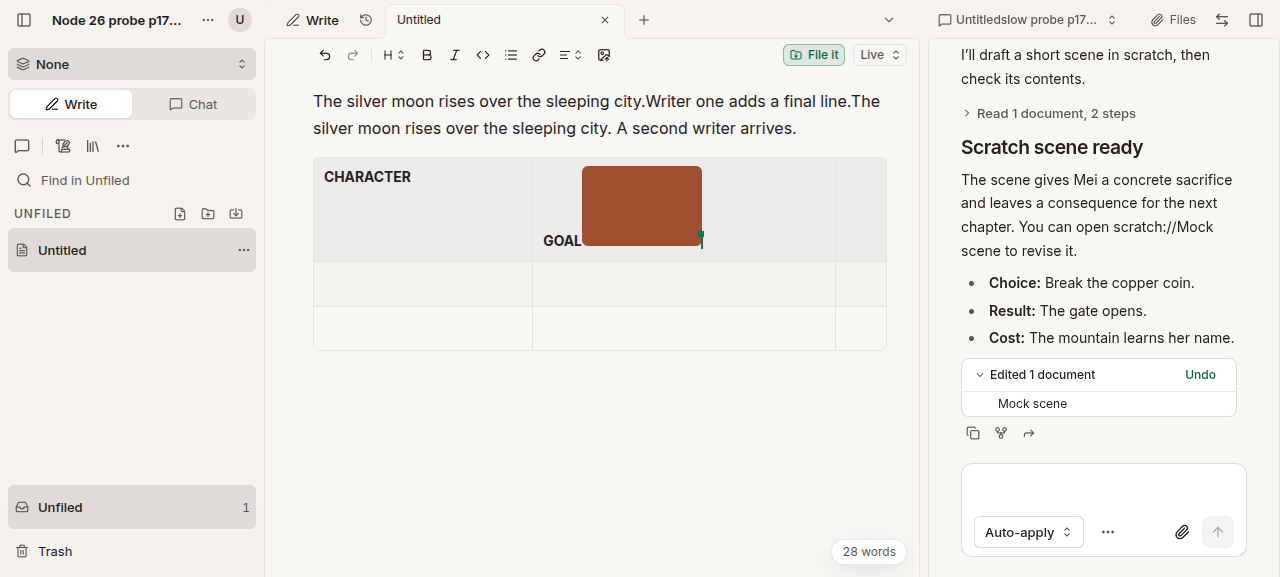 Node 26 probe p17...
U
Write
Untitled
Untitledslow probe p17...
Files
None
H
B
I
File it
Live
Write
Chat
Find in Unfiled
UNFILED
Untitled
Unfiled
1
Trash
The silver moon rises over the sleeping city.Writer one adds a final line.The
silver moon rises over the sleeping city. A second writer arrives.
CHARACTER
GOAL
28 words
I'll draft a short scene in scratch, then
check its contents.
Read 1 document, 2 steps
Scratch scene ready
The scene gives Mei a concrete sacrifice
and leaves a consequence for the next
chapter. You can open scratch://Mock
scene to revise it.
Choice: Break the copper coin.
Result: The gate opens.
Cost: The mountain learns her name.
Edited 1 document
Undo
Mock scene
Auto-apply